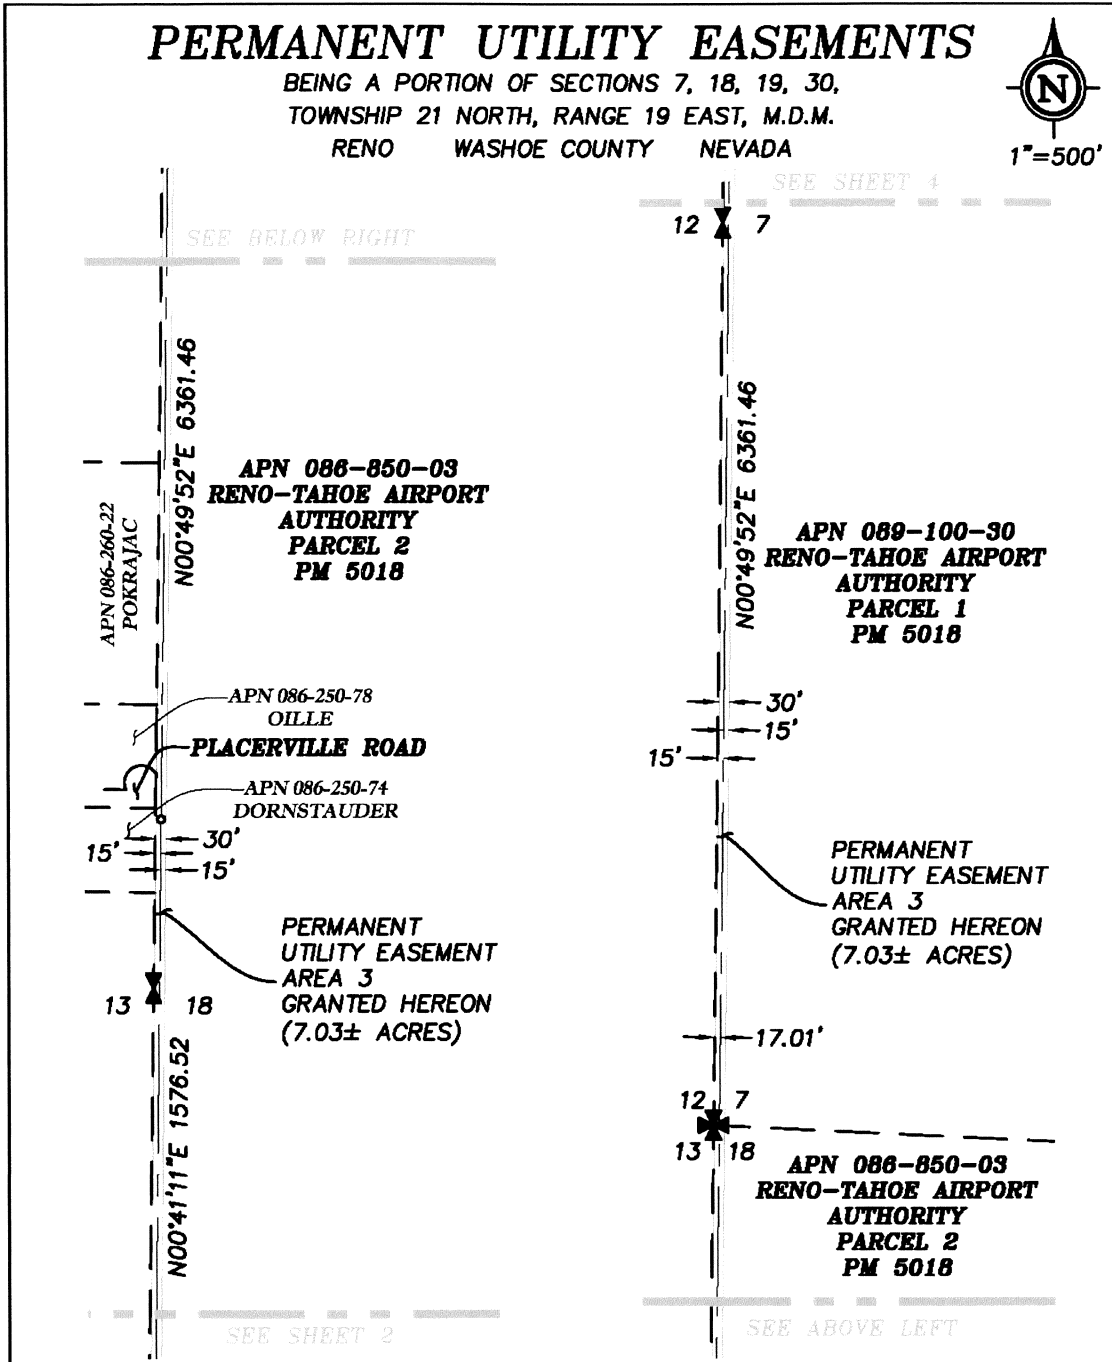 PERMANENT UTILITY EASEMENTS
BEING A PORTION OF SECTIONS 7, 18, 19, 30,
TOWNSHIP 21 NORTH, RANGE 19 EAST, M.D.M.
RENO WASHOE COUNTY NEVADA
N
1"=500'
SEE BELOW RIGHT
N00°49'52"E 6361.46
APN 086-850-03
RENO-TAHOE AIRPORT
AUTHORITY
PARCEL 2
PM 5018
APN 086-260-22
POKRAJAC
APN 086-250-78
OILLE
PLACERVILLE ROAD
APN 086-250-74
DORNSTAUDER
30'
15'
15'
PERMANENT
UTILITY EASEMENT
AREA 3
GRANTED HEREON
(7.03± ACRES)
13 18
N00°41'11"E 1576.52
SEE SHEET 2
SEE SHEET 4
12 7
N00°49'52"E 6361.46
APN 089-100-30
RENO-TAHOE AIRPORT
AUTHORITY
PARCEL 1
PM 5018
30'
15'
15'
PERMANENT
UTILITY EASEMENT
AREA 3
GRANTED HEREON
(7.03± ACRES)
17.01'
12 7
13 18
APN 086-850-03
RENO-TAHOE AIRPORT
AUTHORITY
PARCEL 2
PM 5018
SEE ABOVE LEFT